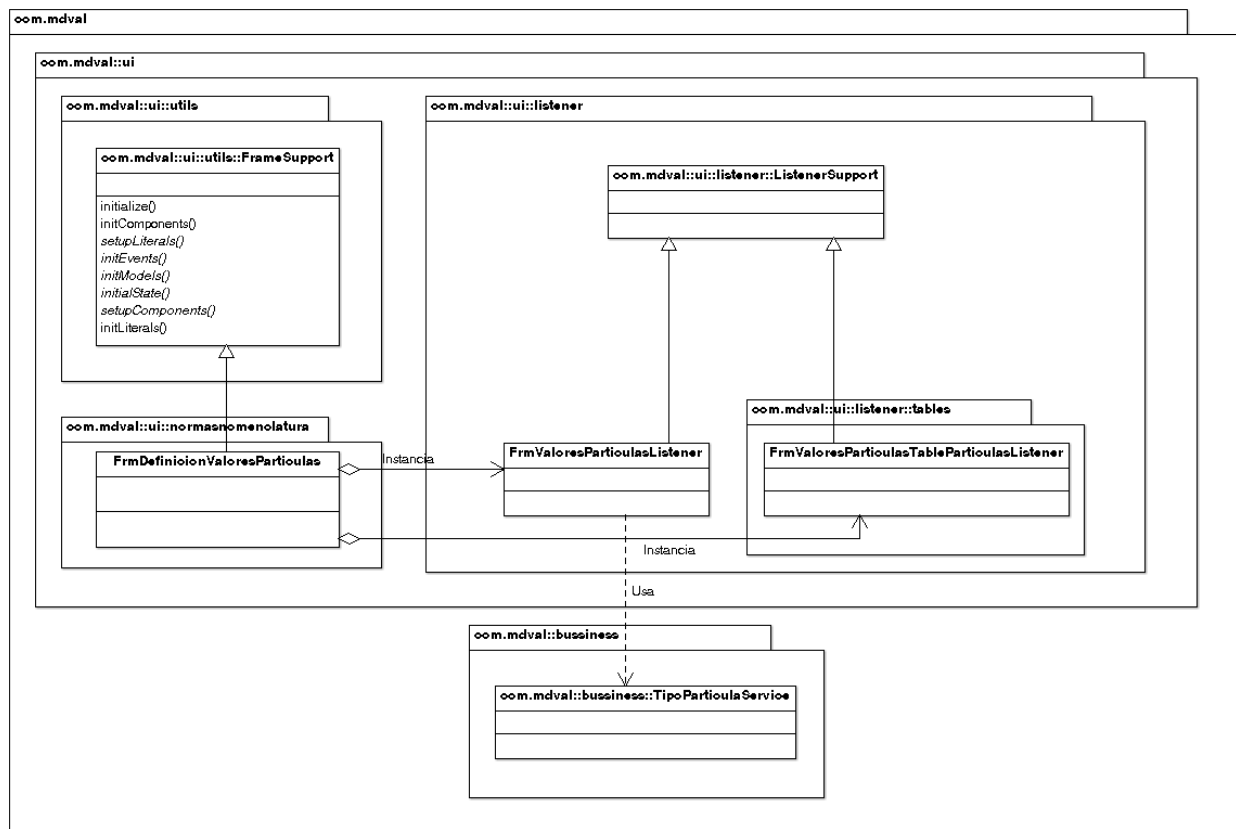 com.mdval
com.mdval::ui
com.mdval::ui::utils
com.mdval::ui::utils::FrameSupport
initialize()
initComponents()
setupLiterals()
initEvents()
initModels()
initialState()
setupComponents()
initLiterals()
com.mdval::ui::listener
com.mdval::ui::listener::ListenerSupport
com.mdval::ui::normasnomenclatura
FrmDefinicionValoresParticulas
Instancia
FrmValoresParticulasListener
com.mdval::ui::listener::tables
FrmValoresParticulasTableParticulasListener
Instancia
Usa
com.mdval::bussiness
com.mdval::bussiness::TipoParticulaService